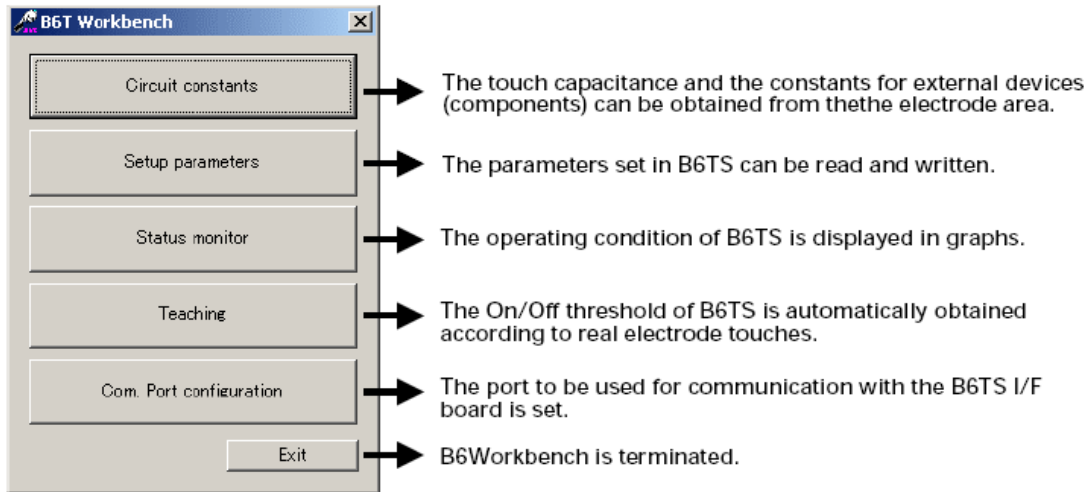 B6T Workbench
Circuit constants
The touch capacitance and the constants for external devices
(components) can be obtained from thethe electrode area.
Setup parameters
The parameters set in B6TS can be read and written.
Status monitor
The operating condition of B6TS is displayed in graphs.
Teaching
The On/Off threshold of B6TS is automatically obtained
according to real electrode touches.
Com. Port configuration
The port to be used for communication with the B6TS I/F
board is set.
Exit
B6Workbench is terminated.